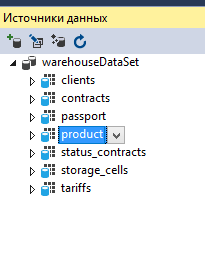 Источники данных
warehouseDataSet
clients
contracts
passport
product
status_contracts
storage_cells
tariffs